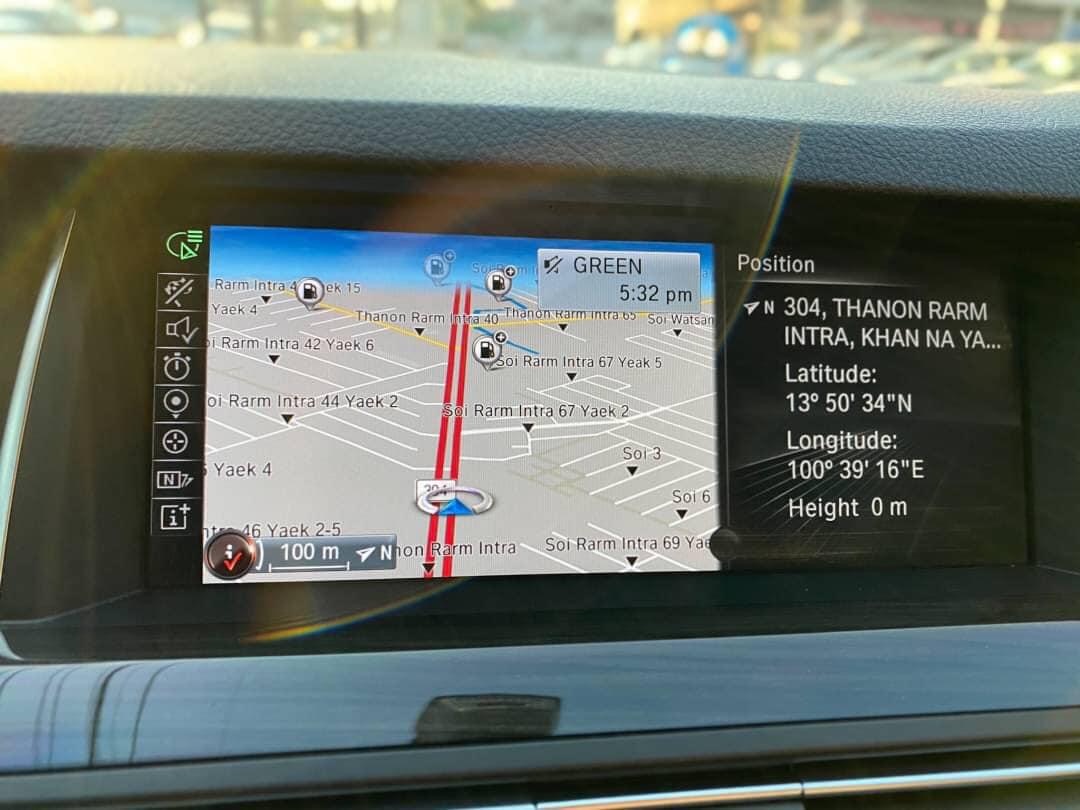 GREEN
5:32 pm
Rarm Intra 4
ek 15
Yaek 4
Thanon Rarm Intra 40
Thanon Rarm Intra 65
Soi Watsan
Rarm Intra 42 Yaek 6
Soi Rarm Intra 67 Yeak 5
oi Rarm Intra 44 Yaek 2
Soi Rarm Intra 67 Yaek 2
Soi 3
Yaek 4
304
Soi 6
46 Yaek 2-5
100 m
N
non Rarm Intra
Soi Rarm Intra 69 Yae
Position
N 304, THANON RARM
INTRA, KHAN NA YA...
Latitude:
13° 50' 34"N
Longitude:
100° 39' 16"E
Height 0 m